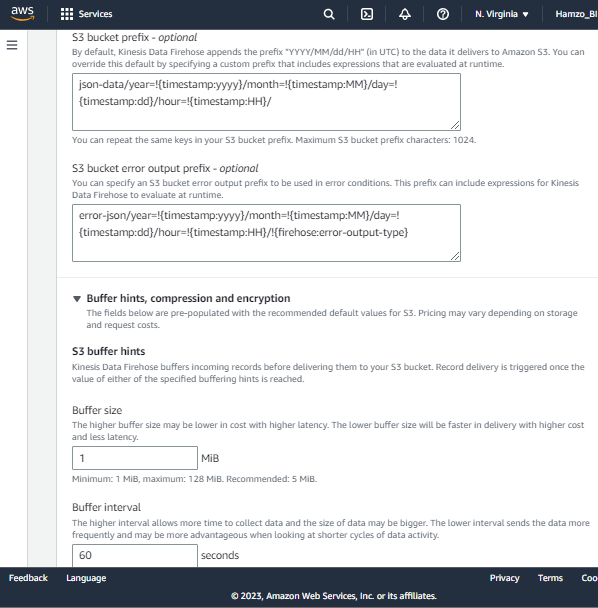 aws
Services
N. Virginia ▼
Hamzo_BI
S3 bucket prefix - optional
By default, Kinesis Data Firehose appends the prefix "YYYY/MM/dd/HH" (in UTC) to the data it delivers to Amazon S3. You can
override this default by specifying a custom prefix that includes expressions that are evaluated at runtime.
json-data/year=!{timestamp:yyyy}/month=!{timestamp:MM}/day=!
{timestamp:dd}/hour=!{timestamp:HH}/
You can repeat the same keys in your S3 bucket prefix. Maximum S3 bucket prefix characters: 1024.
S3 bucket error output prefix - optional
You can specify an S3 bucket error output prefix to be used in error conditions. This prefix can include expressions for Kinesis
Data Firehose to evaluate at runtime.
error-json/year=!{timestamp:yyyy}/month=!{timestamp:MM}/day=!
{timestamp:dd}/hour=!{timestamp:HH}/!{firehose:error-output-type}
▼ Buffer hints, compression and encryption
The fields below are pre-populated with the recommended default values for S3. Pricing may vary depending on storage
and request costs.
S3 buffer hints
Kinesis Data Firehose buffers incoming records before delivering them to your S3 bucket. Record delivery is triggered once the
value of either of the specified buffering hints is reached.
Buffer size
The higher buffer size may be lower in cost with higher latency. The lower buffer size will be faster in delivery with higher cost
and less latency.
1 MiB
Minimum: 1 MiB, maximum: 128 MiB. Recommended: 5 MiB.
Buffer interval
The higher interval allows more time to collect data and the size of data may be bigger. The lower interval sends the data more
frequently and may be more advantageous when looking at shorter cycles of data activity.
60 seconds
Feedback
Language
Privacy
Terms
Coo
© 2023, Amazon Web Services, Inc. or its affiliates.